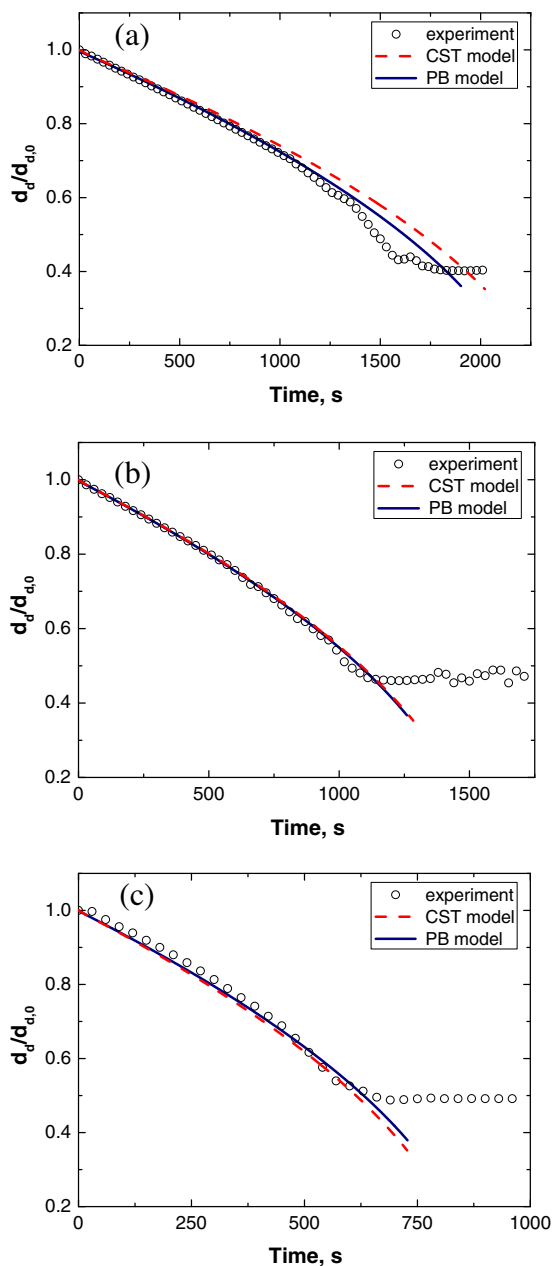 (a)
experiment
CST model
PB model
1.0
0.8
0.6
0.4
0.2
d_d/d_{d,0}
0 500 1000 1500 2000
Time, s
(b)
experiment
CST model
PB model
1.0
0.8
0.6
0.4
0.2
d_d/d_{d,0}
0 500 1000 1500
Time, s
(c)
experiment
CST model
PB model
1.0
0.8
0.6
0.4
0.2
d_d/d_{d,0}
0 250 500 750 1000
Time, s